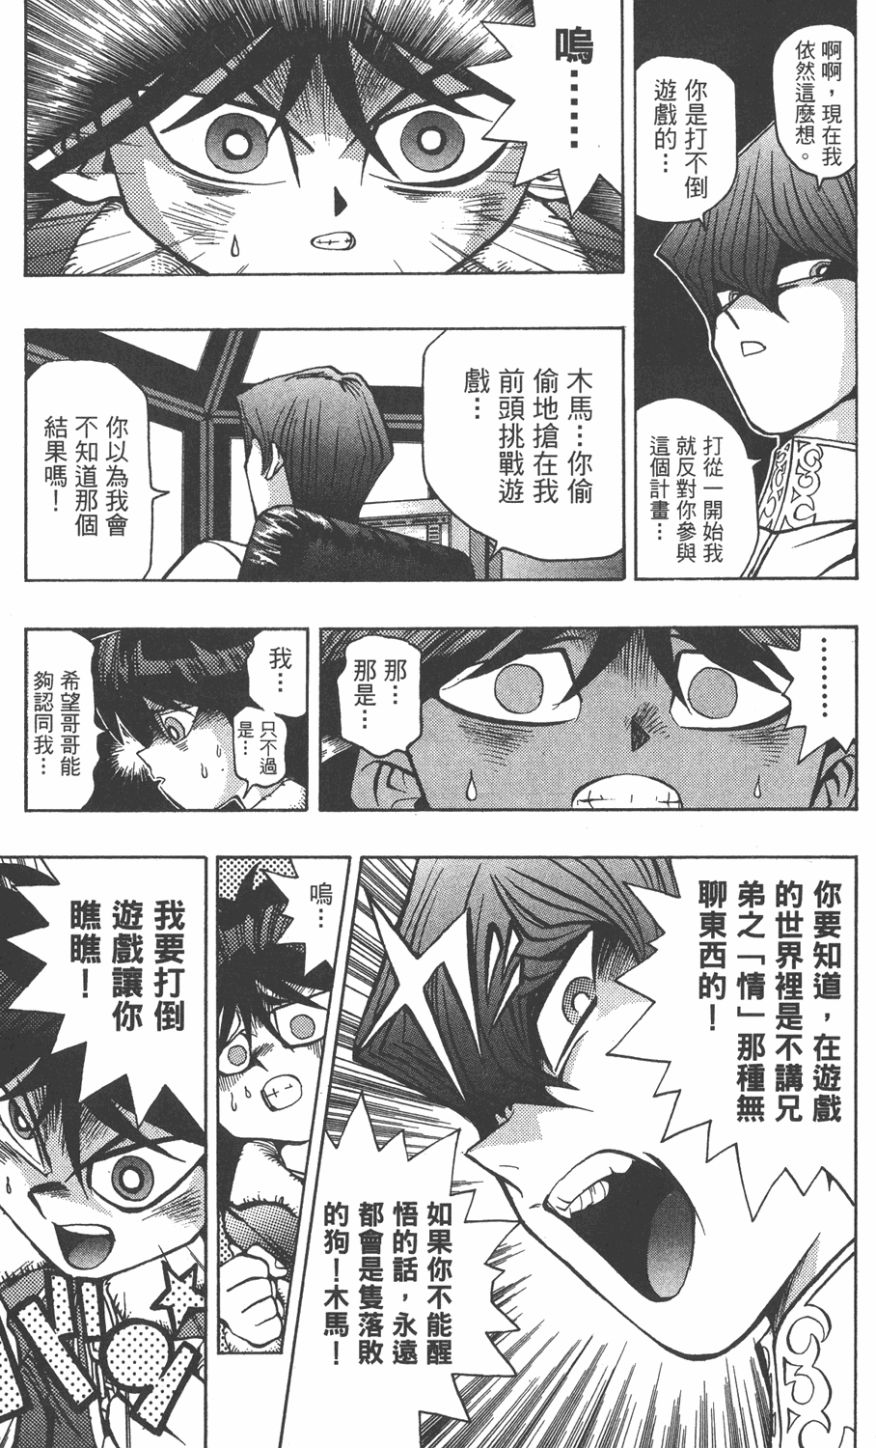 啊啊，現在我
依然這麼想。
你是打不倒
遊戲的…
打從一開始我
就反對你參與
這個計畫…
嗚………
木馬…你偷
偷地搶在我
前頭挑戰遊
戲…
你以為我會
不知道那個
結果嗎！
………
那…
那是…
我…
只不過
是…
希望哥哥能
夠認同我…
你要知道，在遊戲
的世界裡是不講兄
弟之「情」那種無
聊東西的！
如果你不能醒
悟的話，永遠
都會是隻落敗
的狗！木馬！
嗚…
我要打倒
遊戲讓你
瞧瞧！